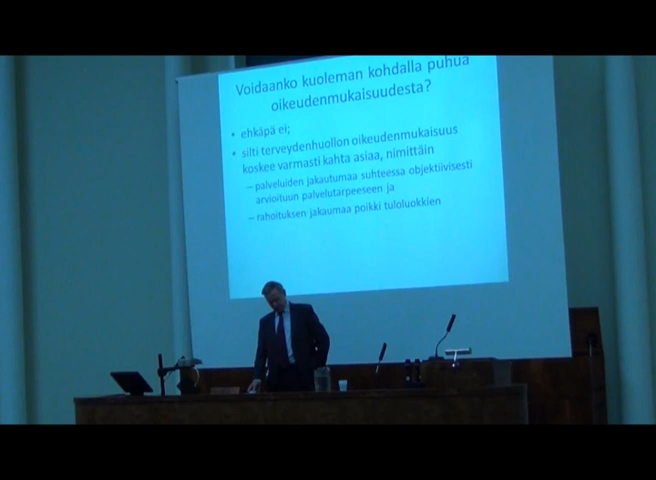 Voidaanko kuoleman kohdalla puhua
oikeudenmukaisuudesta?
• ehkäpä ei;
• silti terveydenhuollon oikeudenmukaisuus
koskee varmasti kahta asiaa, nimittäin
– palveluiden jakautumaa suhteessa objektiivisesti
arvioituun palvelutarpeeseen ja
– rahoituksen jakaumaa poikki tuloluokkien